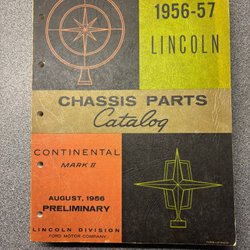 1956-57
LINCOLN
CHASSIS PARTS
Catalog
CONTINENTAL
MARK II
AUGUST, 1956
PRELIMINARY
LINCOLN DIVISION
FORD MOTOR COMPANY